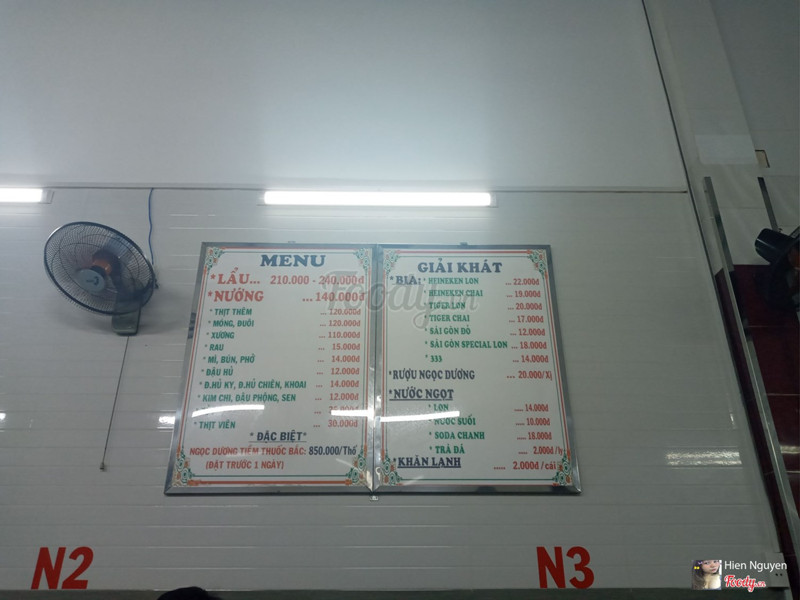 MENU
*LẨU... 210.000 - 240.000đ
*NƯỚNG ... 140.000đ
* THỊT THÊM ... 120.000đ
* MÓNG, ĐUÔI ... 120.000đ
* XƯƠNG ... 110.000đ
* RAU ... 15.000đ
* MÌ, BÚN, PHỞ ... 14.000đ
* ĐẬU HỦ ... 12.000đ
* Đ.HỦ KY, Đ.HỦ CHIÊN, KHOAI ... 14.000đ
* KIM CHI, ĐẬU PHỘNG, SEN ... 12.000đ
* THỊT VIÊN ... 30.000đ
*ĐẶC BIỆT*
NGỌC DƯƠNG TIỀM THUỐC BẮC: 850.000/Thố
(ĐẶT TRƯỚC 1 NGÀY)
GIẢI KHÁT
*BIA: * HEINEKEN LON ... 22.000đ
* HEINEKEN CHAI ... 19.000đ
* TIGER LON ... 20.000đ
* TIGER CHAI ... 17.000đ
* SÀI GÒN ĐỎ ... 12.000đ
* SÀI GÒN SPECIAL LON ... 18.000đ
* 333 ... 14.000đ
*RƯỢU NGỌC DƯƠNG ... 20.000/Xị
*NƯỚC NGỌT
* LON ... 14.000đ
* NƯỚC SUỐI ... 10.000đ
* SODA CHANH ... 18.000đ
* TRÀ ĐÁ ... 2.000đ
*KHĂN LẠNH ..... 2.000đ/cái
N2
N3
Foody.vn
Hien Nguyen
Foody.vn